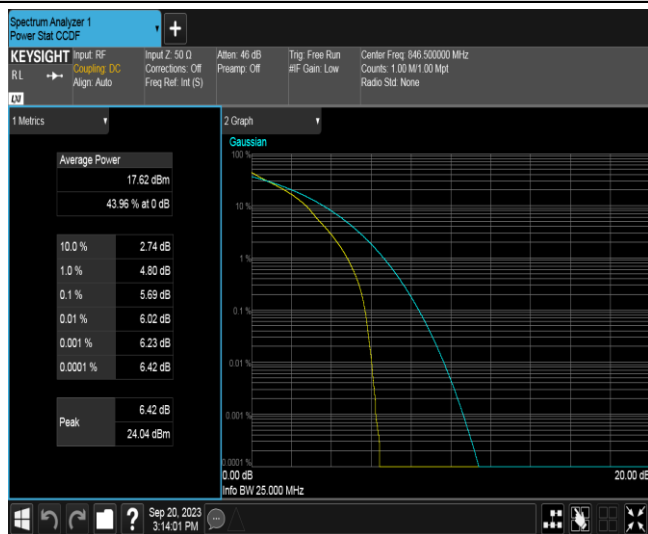 Spectrum Analyzer 1
Power Stat CCDF
+
KEYSIGHT
RL
LXI
Input: RF
Coupling: DC
Align: Auto
Input Z: 50 Ω
Corrections: Off
Freq Ref: Int (S)
Atten: 46 dB
Preamp: Off
Trig: Free Run
#IF Gain: Low
Center Freq: 846.500000 MHz
Counts: 1.00 M/1.00 Mpt
Radio Std: None
1 Metrics
Average Power
17.62 dBm
43.96 % at 0 dB
10.0 % 2.74 dB
1.0 % 4.80 dB
0.1 % 5.69 dB
0.01 % 6.02 dB
0.001 % 6.23 dB
0.0001 % 6.42 dB
Peak
6.42 dB
24.04 dBm
2 Graph
Gaussian
100 %
10 %
1 %
0.1 %
0.01 %
0.001 %
0.0001 %
0.00 dB
20.00 dB
Info BW 25.000 MHz
?
Sep 20, 2023
3:14:01 PM